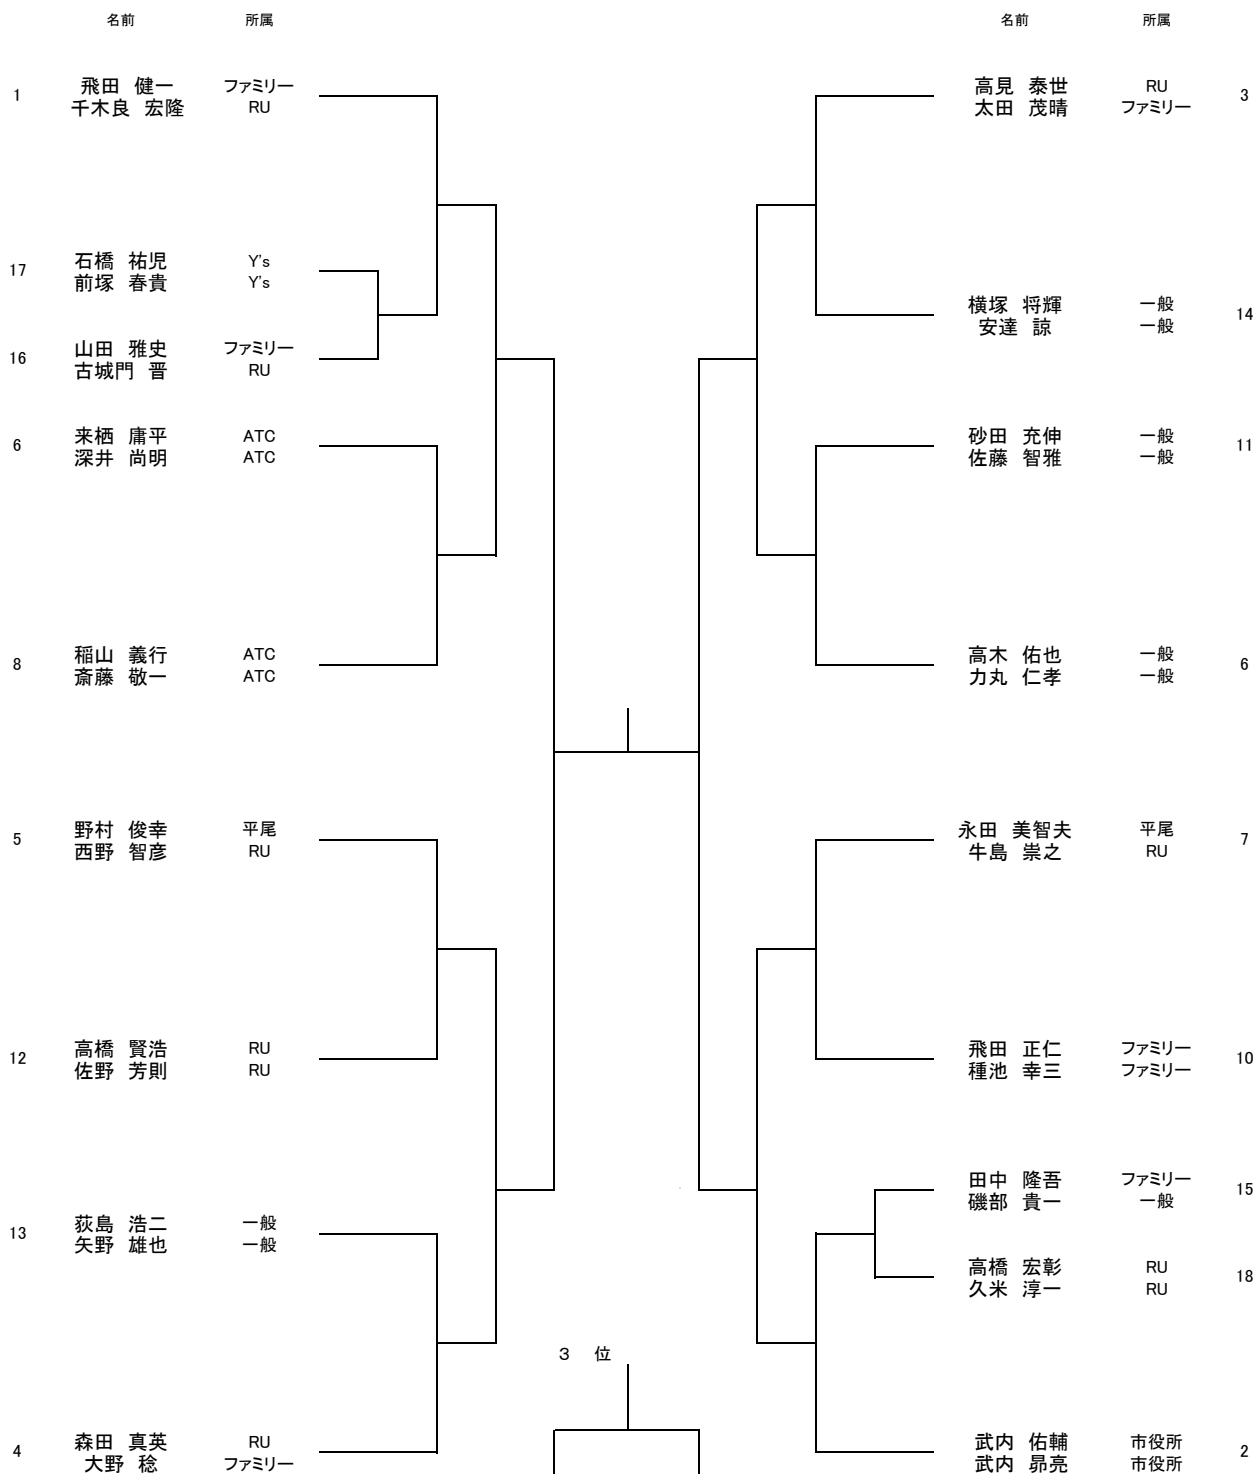 名前 所属 名前 所属
1 飛田 健一 ファミリー
千木良 宏隆 RU
高見 泰世 RU 3
太田 茂晴 ファミリー
17 石橋 祐児 Y's
前塚 春貴 Y's
横塚 将輝 一般 14
安達 諒 一般
16 山田 雅史 ファミリー
古城門 晋 RU
6 来栖 庸平 ATC
深井 尚明 ATC
砂田 充伸 一般 11
佐藤 智雅 一般
8 稲山 義行 ATC
斎藤 敬一 ATC
高木 佑也 一般 6
力丸 仁孝 一般
5 野村 俊幸 平尾
西野 智彦 RU
永田 美智夫 平尾 7
牛島 崇之 RU
12 高橋 賢浩 RU
佐野 芳則 RU
飛田 正仁 ファミリー 10
種池 幸三 ファミリー
田中 隆吾 ファミリー 15
磯部 貴一 一般
13 荻島 浩二 一般
矢野 雄也 一般
高橋 宏彰 RU 18
久米 淳一 RU
3 位
4 森田 真英 RU
大野 稔 ファミリー
武内 佑輔 市役所 2
武内 昴亮 市役所